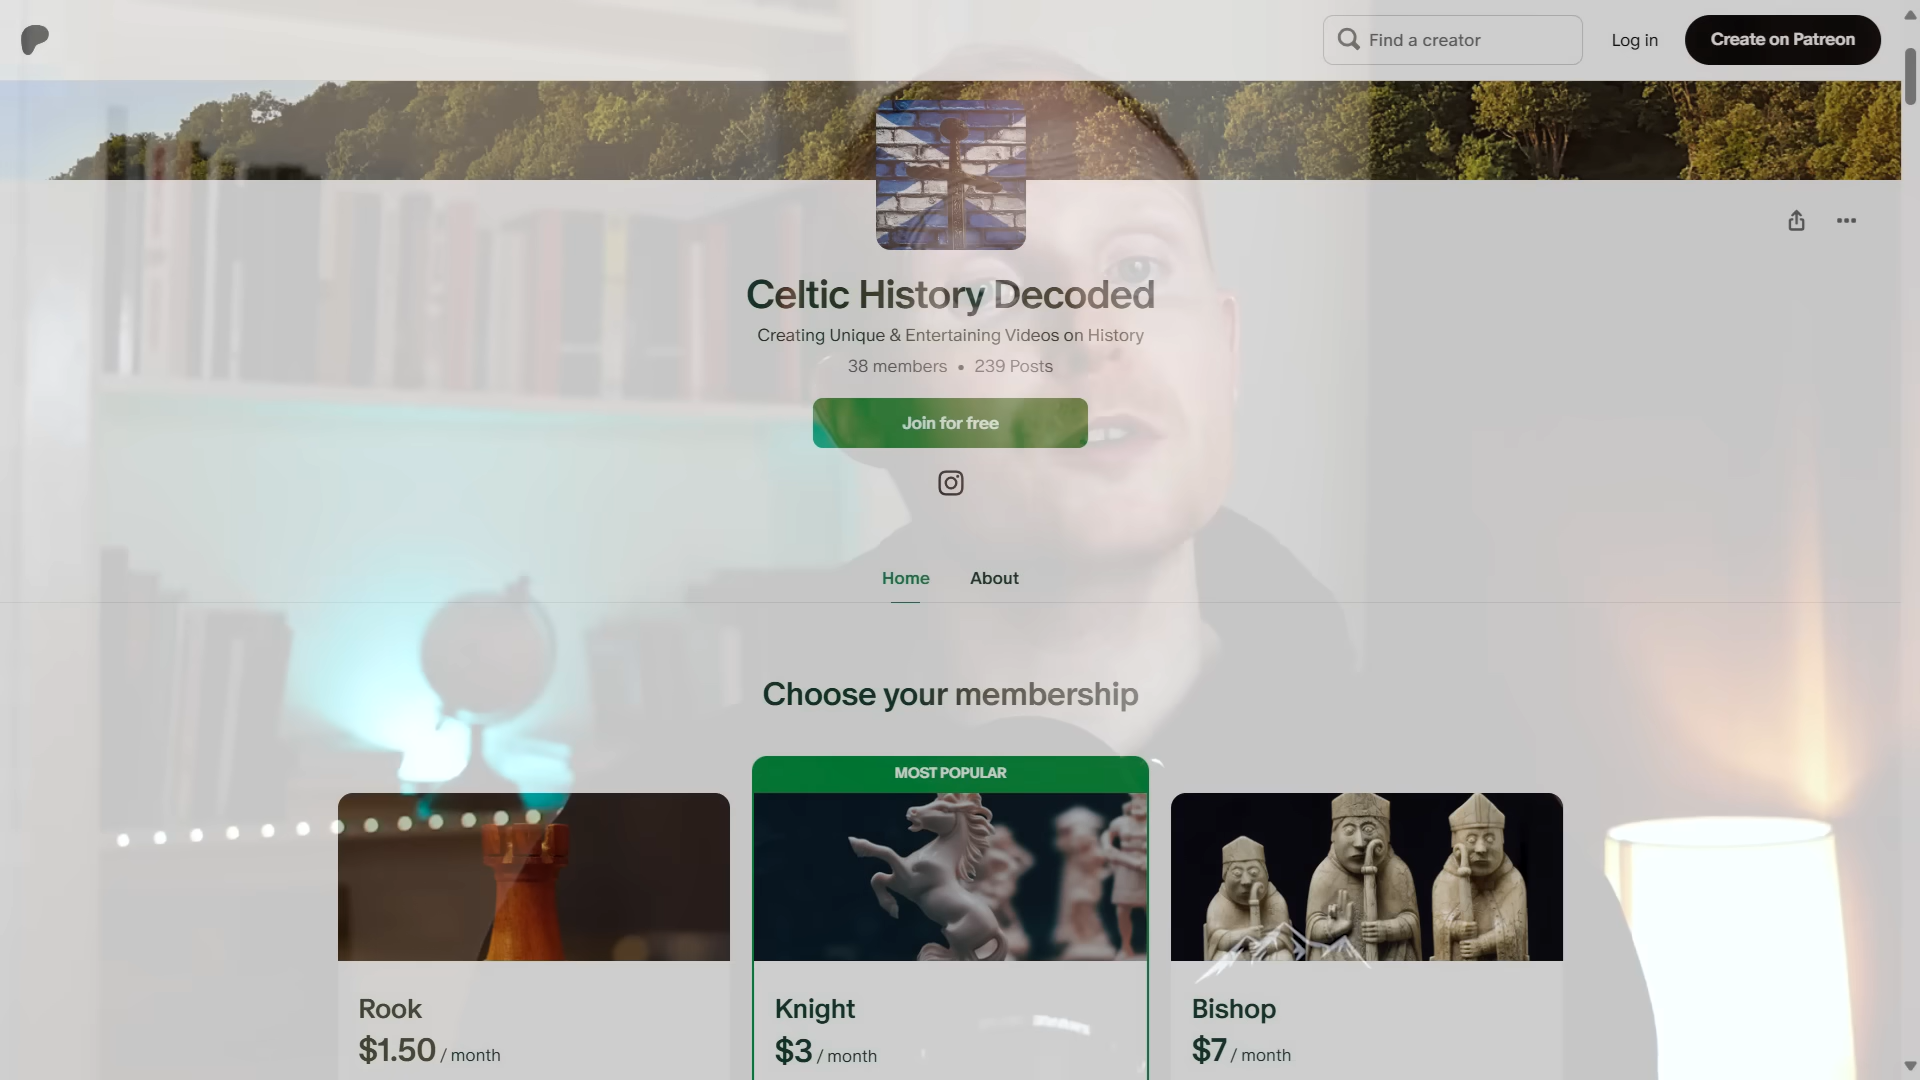 Find a creator
Log in
Create on Patreon
Celtic History Decoded
Creating Unique & Entertaining Videos on History
38 members • 239 Posts
Join for free
Home
About
Choose your membership
MOST POPULAR
Rook
$1.50 / month
Knight
$3 / month
Bishop
$7 / month